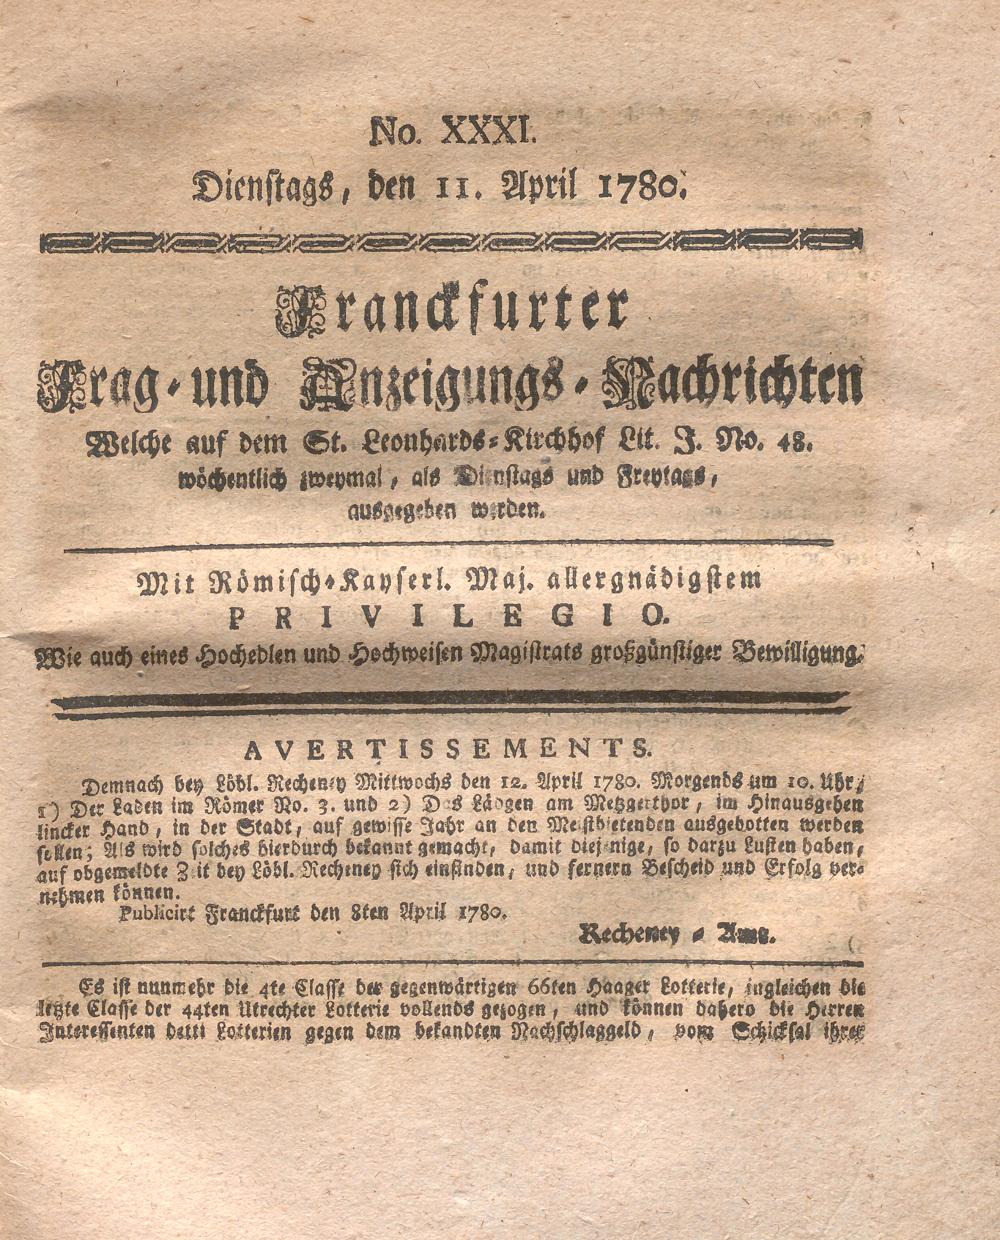 No. XXXI.
Dienstags, den 11. April 1780.
Franckfurter
Frag-und Anzeigungs-Nachrichten
Welche auf dem St. Leonhards-Kirchhof Lit. J. No. 48.
wöchentlich zweymal, als Dienstags und Freytags,
ausgegeben werden.
Mit Römisch-Kayserl. Maj. allergnädigstem
PRIVILEGIO.
Wie auch eines Hochedlen und Hochweisen Magistrats großgünstiger Bewilligung.
AVERTISSEMENTS.
Demnach bey Löbl. Recheney Mittwochs den 12. April 1780. Morgends um 10. Uhr,
1) Der Laden im Römer No. 3. und 2) Das Lädgen am Metzgerthor, im Hinausgehen
lincker Hand, in der Stadt, auf gewisse Jahr an den Meistbietenden ausgebotten werden
sollen; Als wird solches hierdurch bekannt gemacht, damit diejenige, so darzu Lusten haben,
auf obgemeldte Zeit bey Löbl. Recheney sich einfinden, und fernern Bescheid und Erfolg ver-
nehmen können.
Publicirt Franckfurt den 8ten April 1780.
Recheney-Amt.
Es ist nunmehr die 4te Classe der gegenwärtigen 66ten Haager Lotterie, ingleichen die
letzte Classe der 44ten Utrechter Lotterie vollends gezogen, und können dahero die Herren
Interessenten detti Lotterien gegen dem bekandten Nachschlaggeld, vom Schicksal ihrer